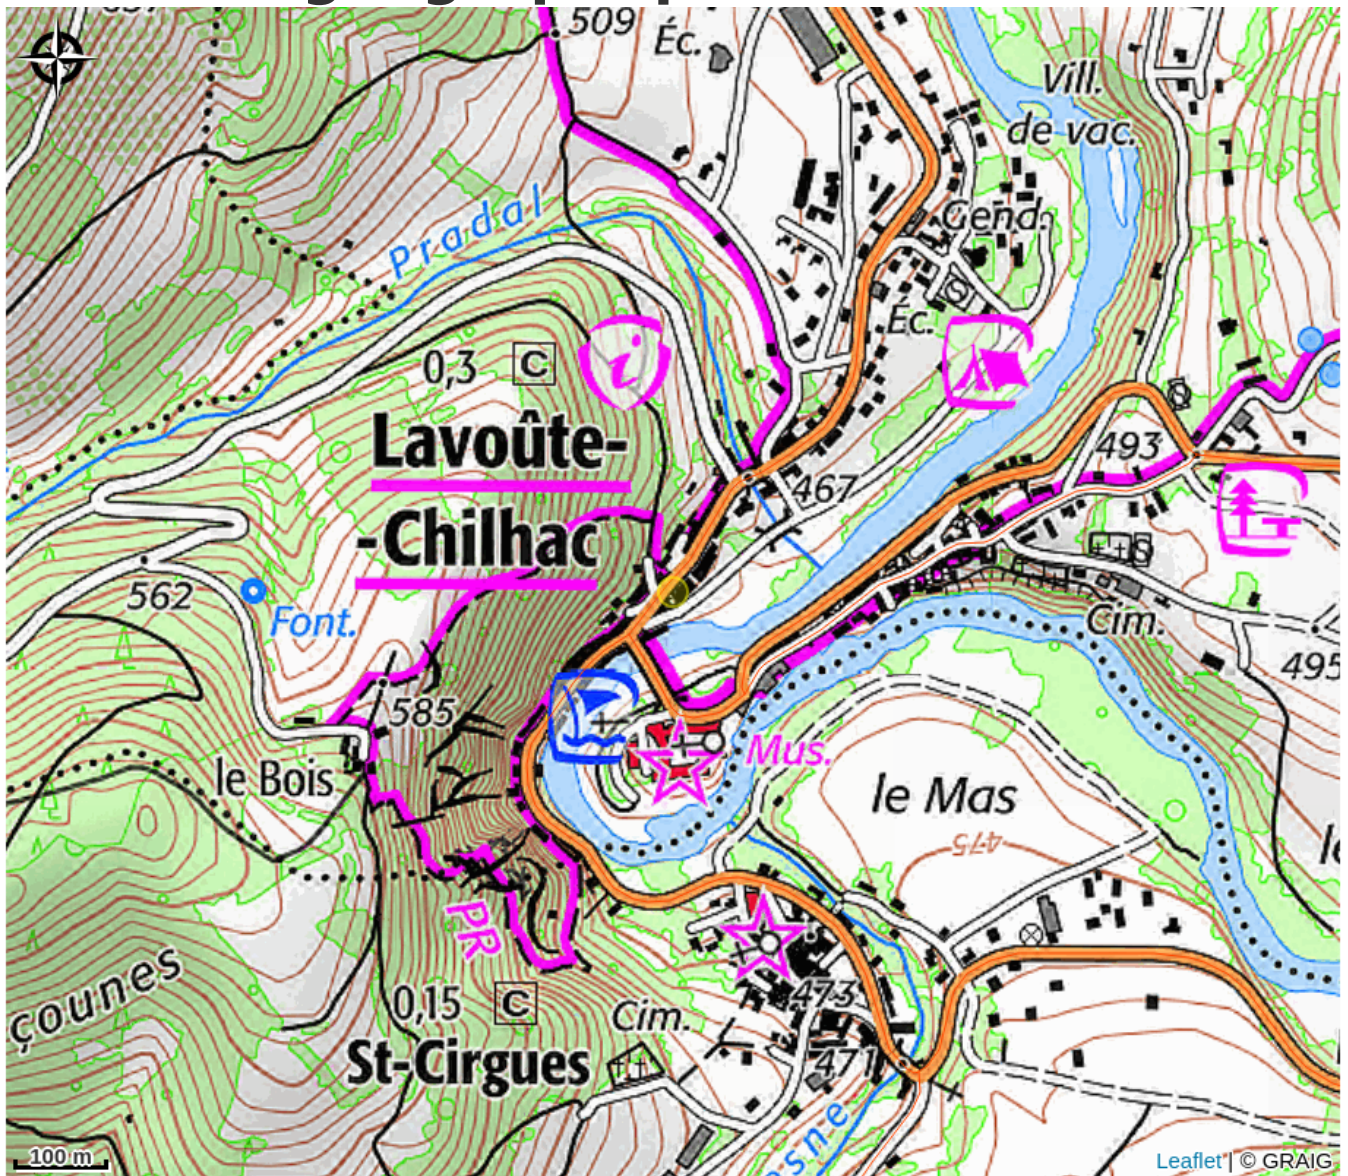 509
Éc.
Vill.
de vac.
Pradal
Gend.
Éc.
0,3 C
i
Lavoûte-
-Chilhac
493
467
562
Font.
Cim.
495
585
Mus.
le Bois
le Mas
475
PR
çounes
0,15 C
Cim.
473
St-Cirgues
471
100 m
Leaflet | © GRAIG